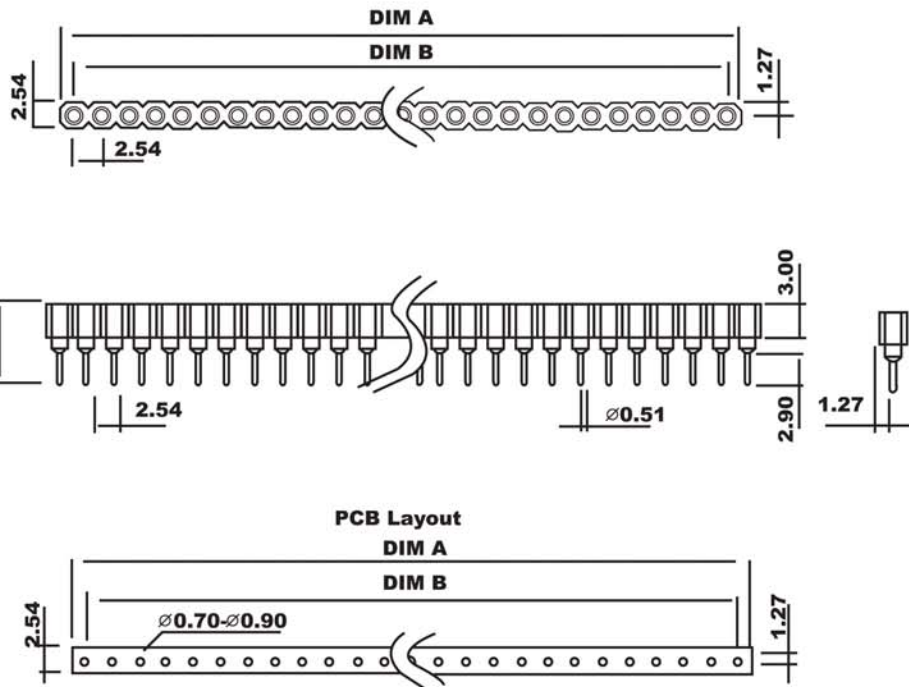 DIM A
DIM B
2.54
1.27
2.54
3.00
2.54
∅0.51
2.90
1.27
PCB Layout
DIM A
DIM B
2.54
∅0.70-∅0.90
1.27